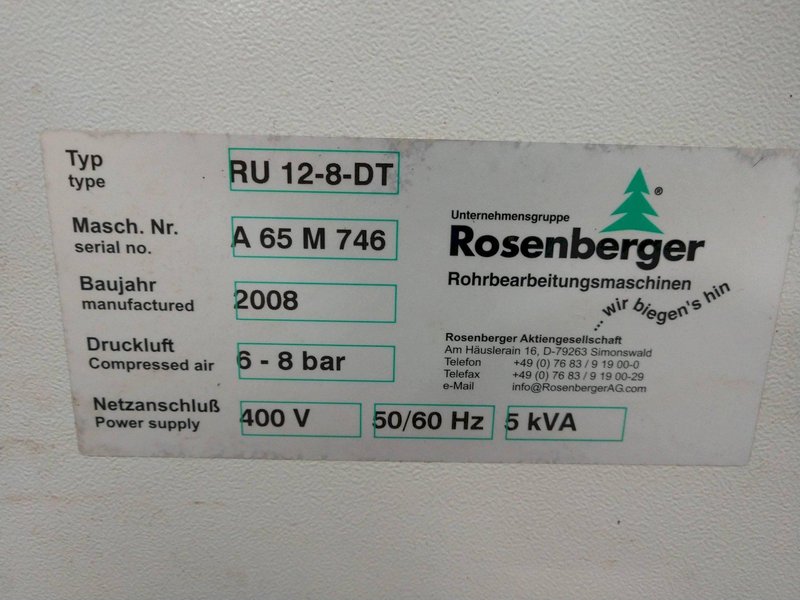 Typ
type
RU 12-8-DT
Masch. Nr.
serial no.
A 65 M 746
Baujahr
manufactured
2008
Druckluft
Compressed air
6 - 8 bar
Netzanschluß
Power supply
400 V
50/60 Hz
5 kVA
®
Unternehmensgruppe
Rosenberger
Rohrbearbeitungsmaschinen
... wir biegen's hin
Rosenberger Aktiengesellschaft
Am Häuslerain 16, D-79263 Simonswald
Telefon +49 (0) 76 83 / 9 19 00-0
Telefax +49 (0) 76 83 / 9 19 00-29
e-Mail info@RosenbergerAG.com